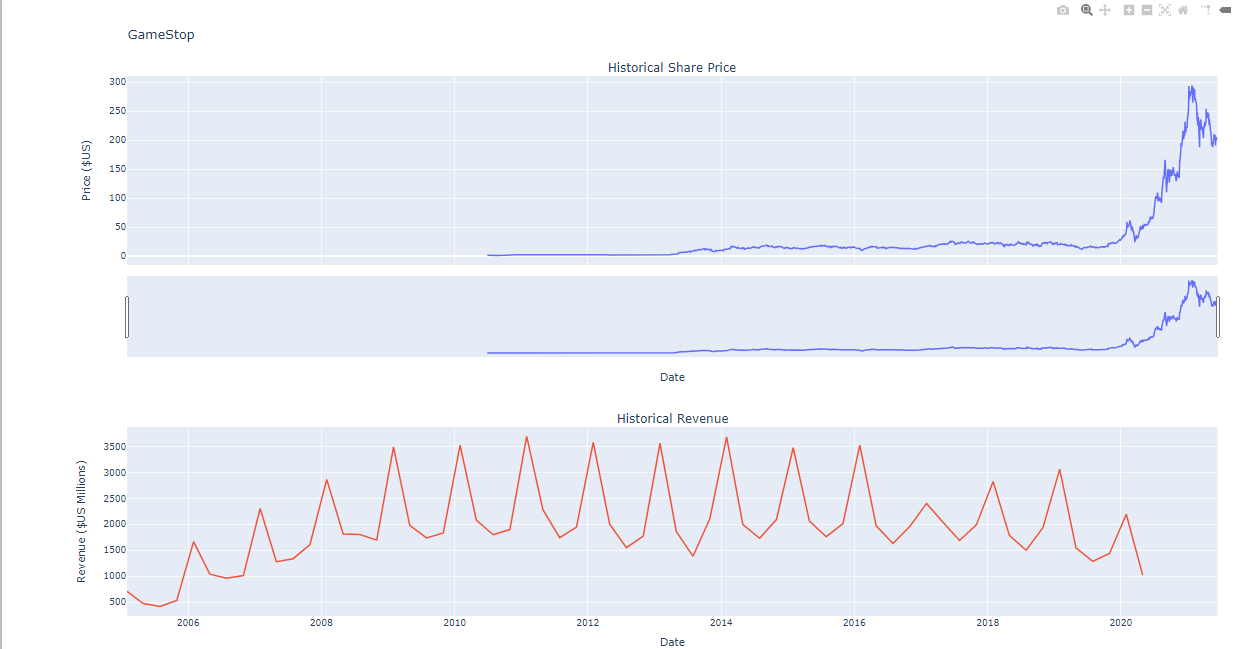 GameStop
Historical Share Price
300
250
200
150
100
50
0
Price ($US)
Date
Historical Revenue
3500
3000
2500
2000
1500
1000
500
Revenue ($US Millions)
2006 2008 2010 2012 2014 2016 2018 2020
Date